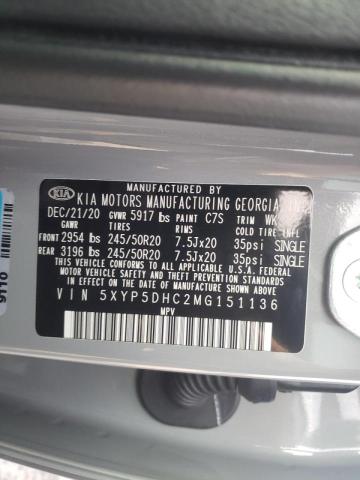 MANUFACTURED BY
KIA KIA MOTORS MANUFACTURING GEORGIA, INC
DEC/21/20 GVWR 5917 lbs PAINT C7S TRIM WK
GAWR TIRES RIMS COLD TIRE INFL
FRONT 2954 lbs 245/50R20 7.5Jx20 35psi SINGLE
REAR 3196 lbs 245/50R20 7.5Jx20 35psi SINGLE
THIS VEHICLE CONFORMS TO ALL APPLICABLE U.S.A. FEDERAL
MOTOR VEHICLE SAFETY, BUMPER, AND THEFT PREVENTION STANDARDS
IN EFFECT ON THE DATE OF MANUFACTURE SHOWN ABOVE.
VIN 5XYP5DHC2MG151136
MPV